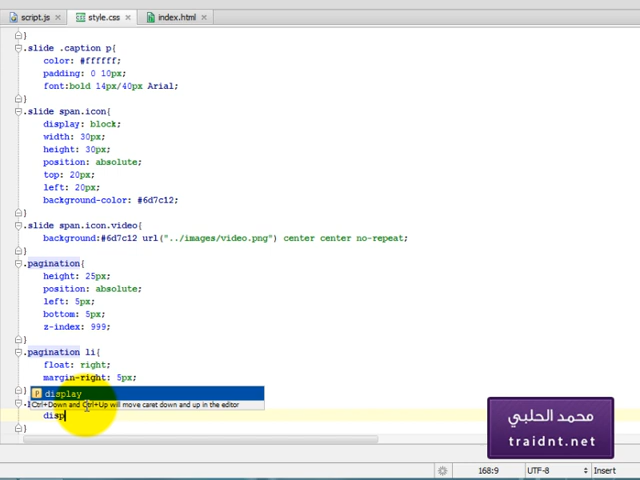 script.js
style.css
index.html
}
.slide .caption p{
color: #ffffff;
padding: 0 10px;
font:bold 14px/40px Arial;
}
.slide span.icon{
display: block;
width: 30px;
height: 30px;
position: absolute;
top: 20px;
left: 20px;
background-color: #6d7c12;
}
.slide span.icon.video{
background:#6d7c12 url("../images/video.png") center center no-repeat;
}
.pagination{
height: 25px;
position: absolute;
left: 5px;
bottom: 5px;
z-index: 999;
}
.pagination li{
float: right;
margin-right: 5px;
}
p display
Ctrl+Down and Ctrl+Up will move caret down and up in the editor
disp
}
محمد الحلبي
traidnt.net
168:9
UTF-8
Insert